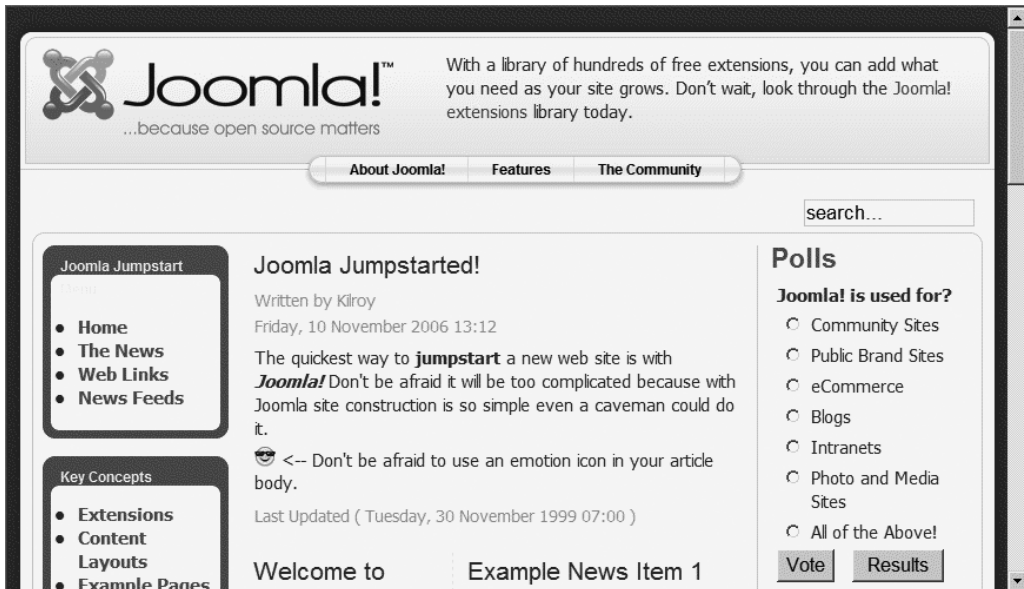 Joomla!™
...because open source matters
With a library of hundreds of free extensions, you can add what
you need as your site grows. Don't wait, look through the Joomla!
extensions library today.
About Joomla! Features The Community
search...
Joomla Jumpstart
Home
The News
Web Links
News Feeds
Key Concepts
Extensions
Content
Layouts
Example Pages
Joomla Jumpstarted!
Written by Kilroy
Friday, 10 November 2006 13:12
The quickest way to jumpstart a new web site is with
Joomla! Don't be afraid it will be too complicated because with
Joomla site construction is so simple even a caveman could do
it.
<-- Don't be afraid to use an emotion icon in your article
body.
Last Updated ( Tuesday, 30 November 1999 07:00 )
Welcome to
Example News Item 1
Polls
Joomla! is used for?
Community Sites
Public Brand Sites
eCommerce
Blogs
Intranets
Photo and Media
Sites
All of the Above!
Vote Results